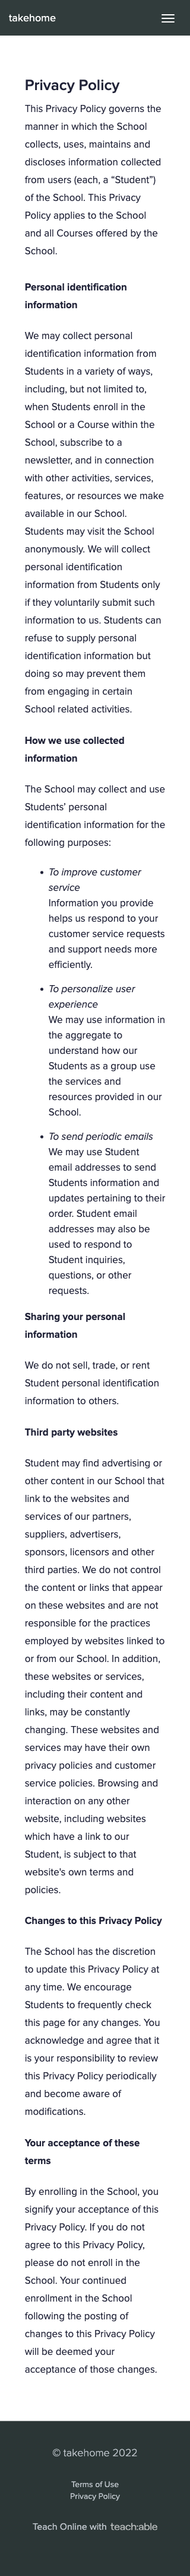 takehome
Privacy Policy
This Privacy Policy governs the
manner in which the School
collects, uses, maintains and
discloses information collected
from users (each, a “Student”)
of the School. This Privacy
Policy applies to the School
and all Courses offered by the
School.
Personal identification
information
We may collect personal
identification information from
Students in a variety of ways,
including, but not limited to,
when Students enroll in the
School or a Course within the
School, subscribe to a
newsletter, and in connection
with other activities, services,
features, or resources we make
available in our School.
Students may visit the School
anonymously. We will collect
personal identification
information from Students only
if they voluntarily submit such
information to us. Students can
refuse to supply personal
identification information but
doing so may prevent them
from engaging in certain
School related activities.
How we use collected
information
The School may collect and use
Students’ personal
identification information for the
following purposes:
• To improve customer
service
Information you provide
helps us respond to your
customer service requests
and support needs more
efficiently.
• To personalize user
experience
We may use information in
the aggregate to
understand how our
Students as a group use
the services and
resources provided in our
School.
• To send periodic emails
We may use Student
email addresses to send
Students information and
updates pertaining to their
order. Student email
addresses may also be
used to respond to
Student inquiries,
questions, or other
requests.
Sharing your personal
information
We do not sell, trade, or rent
Student personal identification
information to others.
Third party websites
Student may find advertising or
other content in our School that
link to the websites and
services of our partners,
suppliers, advertisers,
sponsors, licensors and other
third parties. We do not control
the content or links that appear
on these websites and are not
responsible for the practices
employed by websites linked to
or from our School. In addition,
these websites or services,
including their content and
links, may be constantly
changing. These websites and
services may have their own
privacy policies and customer
service policies. Browsing and
interaction on any other
website, including websites
which have a link to our
Student, is subject to that
website's own terms and
policies.
Changes to this Privacy Policy
The School has the discretion
to update this Privacy Policy at
any time. We encourage
Students to frequently check
this page for any changes. You
acknowledge and agree that it
is your responsibility to review
this Privacy Policy periodically
and become aware of
modifications.
Your acceptance of these
terms
By enrolling in the School, you
signify your acceptance of this
Privacy Policy. If you do not
agree to this Privacy Policy,
please do not enroll in the
School. Your continued
enrollment in the School
following the posting of
changes to this Privacy Policy
will be deemed your
acceptance of those changes.
© takehome 2022
Terms of Use
Privacy Policy
Teach Online with teach:able